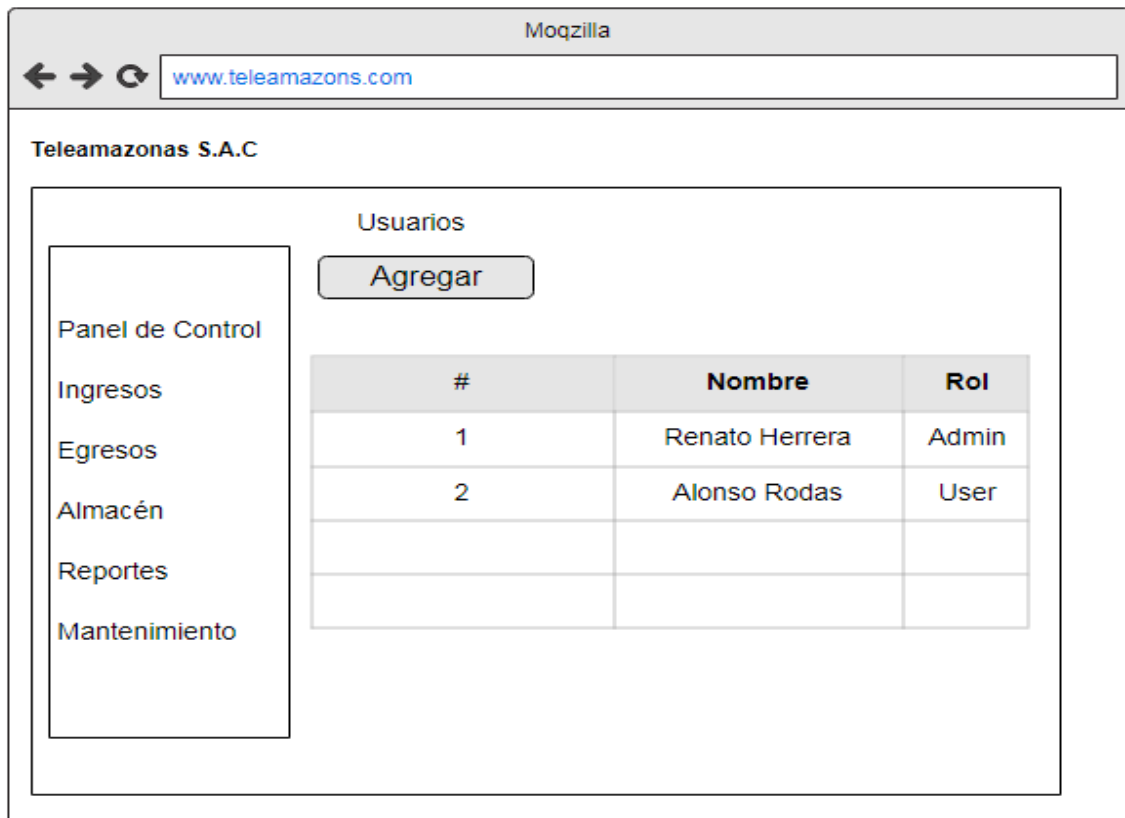 Moqzilla
www.teleamazons.com
Teleamazonas S.A.C
Usuarios
Agregar
Panel de Control
Ingresos
Egresos
Almacén
Reportes
Mantenimiento
# Nombre Rol
1 Renato Herrera Admin
2 Alonso Rodas User